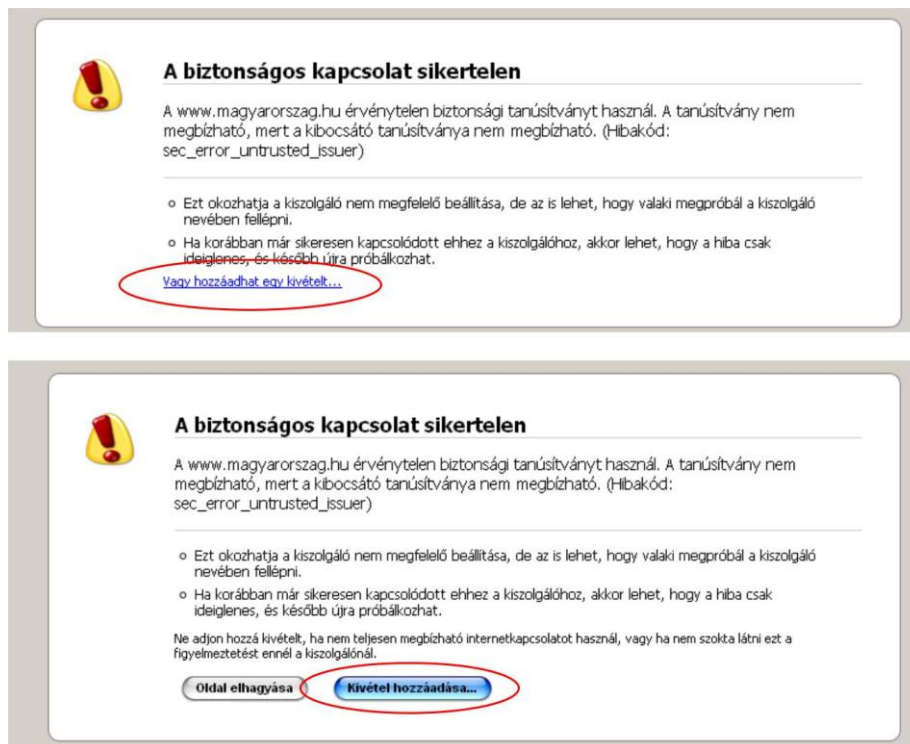 A biztonságos kapcsolat sikertelen
A www.magyarorszag.hu érvénytelen biztonsági tanúsítványt használ. A tanúsítvány nem
megbízható, mert a kibocsátó tanúsítványa nem megbízható. (Hibakód:
sec_error_untrusted_issuer)
Ezt okozhatja a kiszolgáló nem megfelelő beállítása, de az is lehet, hogy valaki megpróbál a kiszolgáló
nevében fellépni.
Ha korábban már sikeresen kapcsolódott ehhez a kiszolgálóhoz, akkor lehet, hogy a hiba csak
ideiglenes, és később újra próbálkozhat.
Vagy hozzáadhat egy kivételt...
A biztonságos kapcsolat sikertelen
A www.magyarorszag.hu érvénytelen biztonsági tanúsítványt használ. A tanúsítvány nem
megbízható, mert a kibocsátó tanúsítványa nem megbízható. (Hibakód:
sec_error_untrusted_issuer)
Ezt okozhatja a kiszolgáló nem megfelelő beállítása, de az is lehet, hogy valaki megpróbál a kiszolgáló
nevében fellépni.
Ha korábban már sikeresen kapcsolódott ehhez a kiszolgálóhoz, akkor lehet, hogy a hiba csak
ideiglenes, és később újra próbálkozhat.
Ne adjon hozzá kivételt, ha nem teljesen megbízható internetkapcsolatot használ, vagy ha nem szokta látni ezt a
figyelmeztetést ennél a kiszolgálónál.
Oldal elhagyása Kivétel hozzáadása...